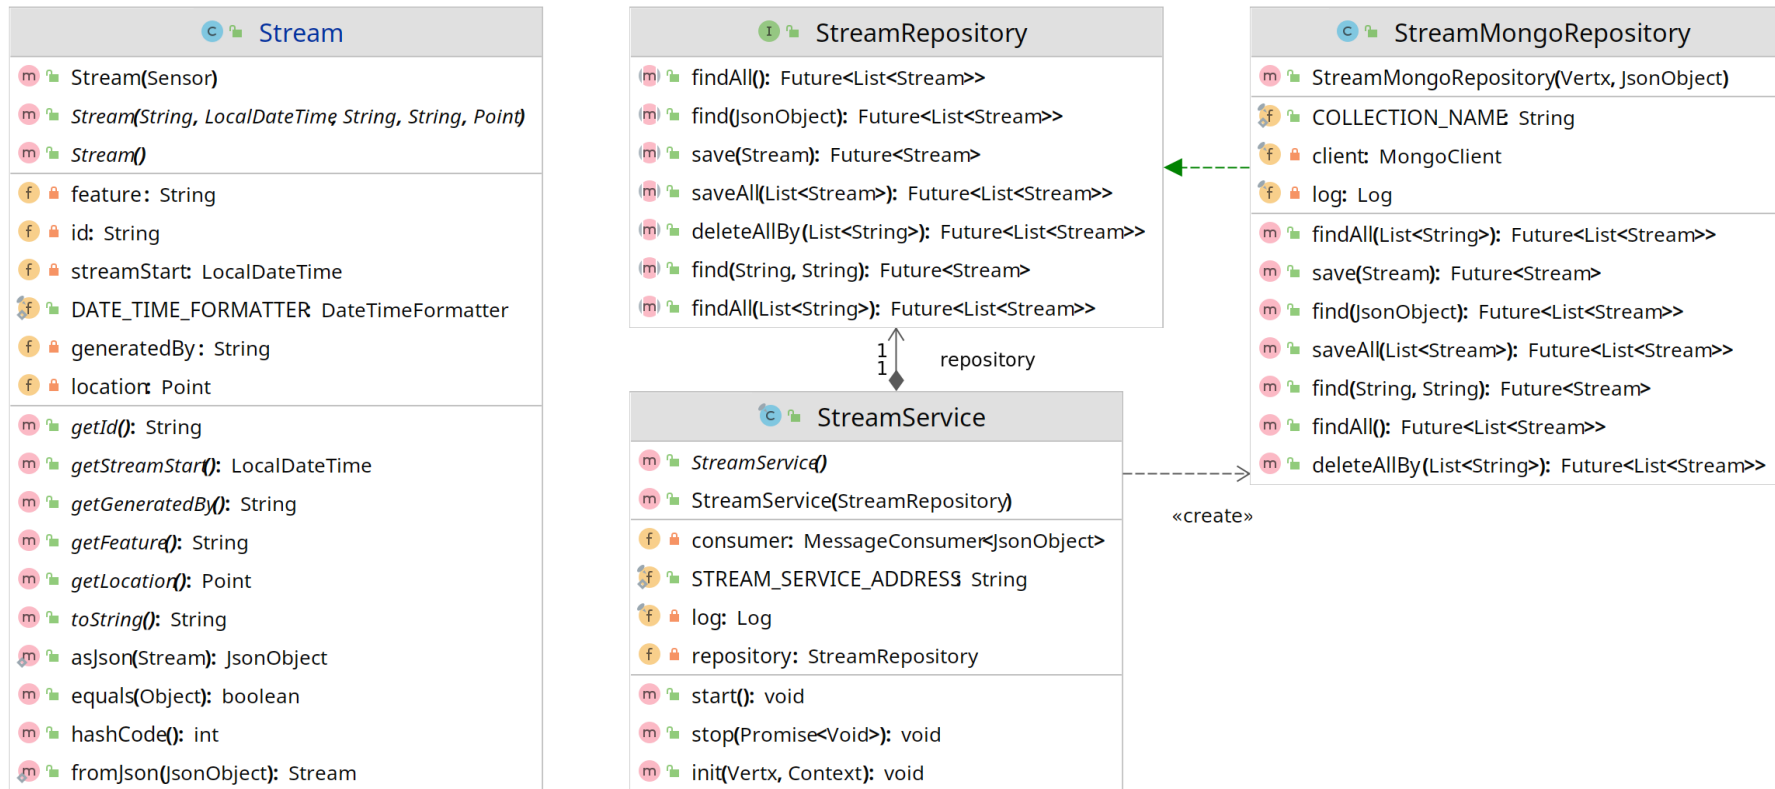 Stream
Stream(Sensor)
Stream(String, LocalDateTime, String, String, Point)
Stream()
feature: String
id: String
streamStart: LocalDateTime
DATE_TIME_FORMATTER: DateTimeFormatter
generatedBy: String
location: Point
getId(): String
getStreamStart(): LocalDateTime
getGeneratedBy(): String
getFeature(): String
getLocation(): Point
toString(): String
asJson(Stream): JsonObject
equals(Object): boolean
hashCode(): int
fromJson(JsonObject): Stream
StreamRepository
findAll(): Future<List<Stream>>
find(JsonObject): Future<List<Stream>>
save(Stream): Future<Stream>
saveAll(List<Stream>): Future<List<Stream>>
deleteAllBy(List<String>): Future<List<Stream>>
find(String, String): Future<Stream>
findAll(List<String>): Future<List<Stream>>
1
1
repository
StreamService
StreamService()
StreamService(StreamRepository)
consumer: MessageConsumer<JsonObject>
STREAM_SERVICE_ADDRESS: String
log: Log
repository: StreamRepository
start(): void
stop(Promise<Void>): void
init(Vertx, Context): void
«create»
StreamMongoRepository
StreamMongoRepository(Vertx, JsonObject)
COLLECTION_NAME: String
client: MongoClient
log: Log
findAll(List<String>): Future<List<Stream>>
save(Stream): Future<Stream>
find(JsonObject): Future<List<Stream>>
saveAll(List<Stream>): Future<List<Stream>>
find(String, String): Future<Stream>
findAll(): Future<List<Stream>>
deleteAllBy(List<String>): Future<List<Stream>>